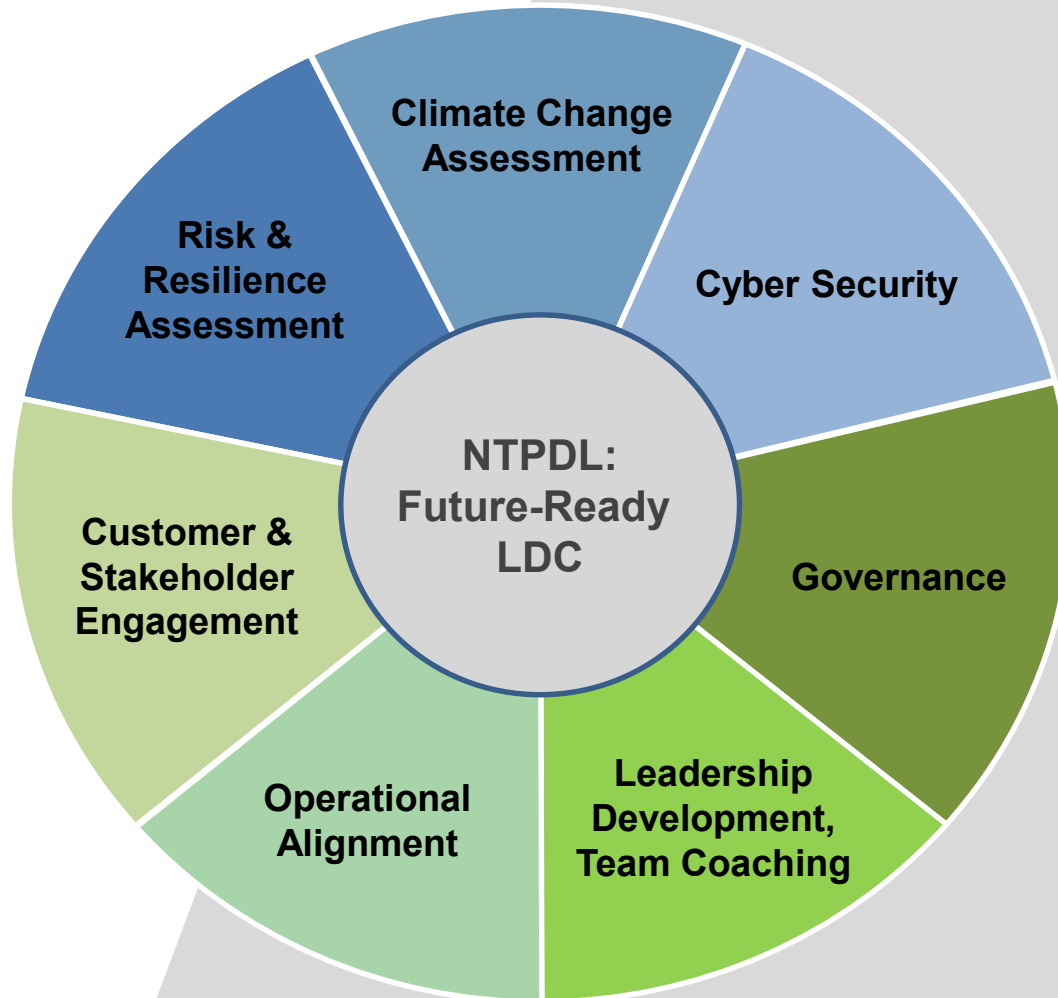 Climate Change
Assessment
Cyber Security
Governance
Leadership
Development,
Team Coaching
Operational
Alignment
Customer &
Stakeholder
Engagement
Risk &
Resilience
Assessment
NTPDL:
Future-Ready
LDC